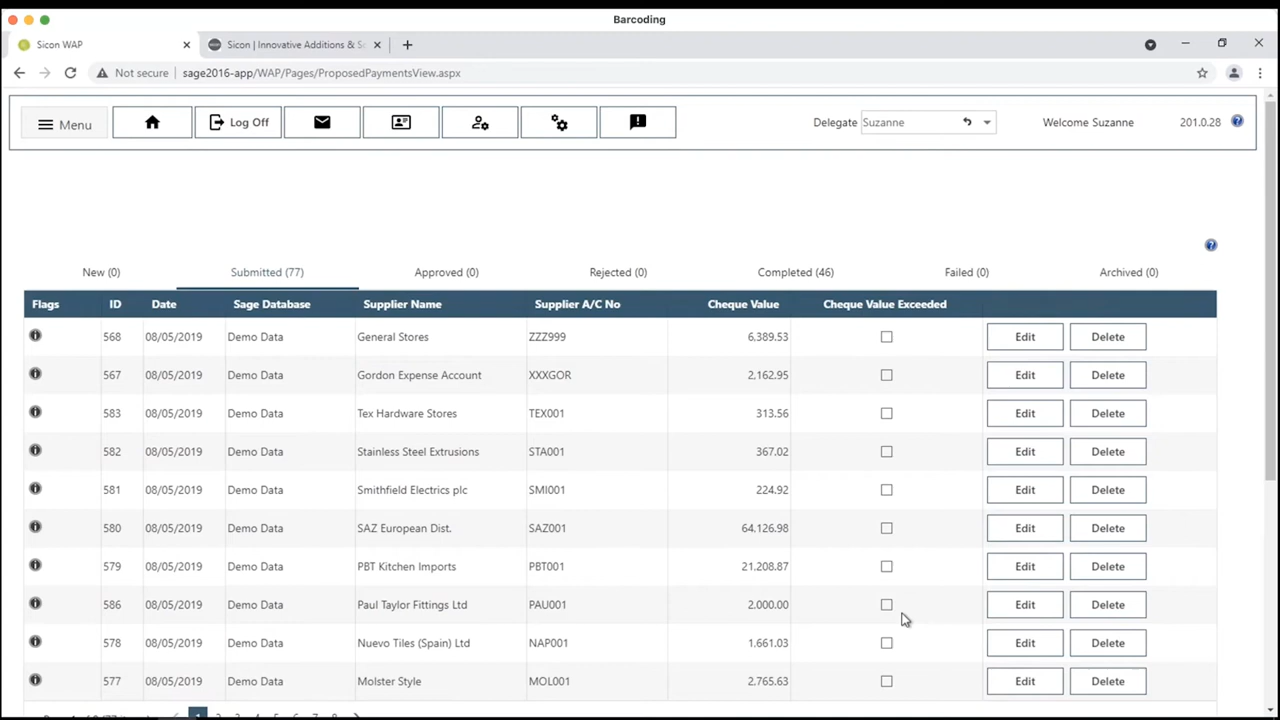 Barcoding
Sicon WAP
Sicon | Innovative Additions & S
Not secure | sage2016-app/WAP/Pages/ProposedPaymentsView.aspx
Menu Log Off Delegate Suzanne Welcome Suzanne 201.0.28
New (0) Submitted (77) Approved (0) Rejected (0) Completed (46) Failed (0) Archived (0)
Flags ID Date Sage Database Supplier Name Supplier A/C No Cheque Value Cheque Value Exceeded
568 08/05/2019 Demo Data General Stores ZZZ999 6,389.53 Edit Delete
567 08/05/2019 Demo Data Gordon Expense Account XXXGOR 2,162.95 Edit Delete
583 08/05/2019 Demo Data Tex Hardware Stores TEX001 313.56 Edit Delete
582 08/05/2019 Demo Data Stainless Steel Extrusions STA001 367.02 Edit Delete
581 08/05/2019 Demo Data Smithfield Electrics plc SMI001 224.92 Edit Delete
580 08/05/2019 Demo Data SAZ European Dist. SAZ001 64,126.98 Edit Delete
579 08/05/2019 Demo Data PBT Kitchen Imports PBT001 21,208.87 Edit Delete
586 08/05/2019 Demo Data Paul Taylor Fittings Ltd PAU001 2,000.00 Edit Delete
578 08/05/2019 Demo Data Nuevo Tiles (Spain) Ltd NAP001 1,661.03 Edit Delete
577 08/05/2019 Demo Data Molster Style MOL001 2,765.63 Edit Delete